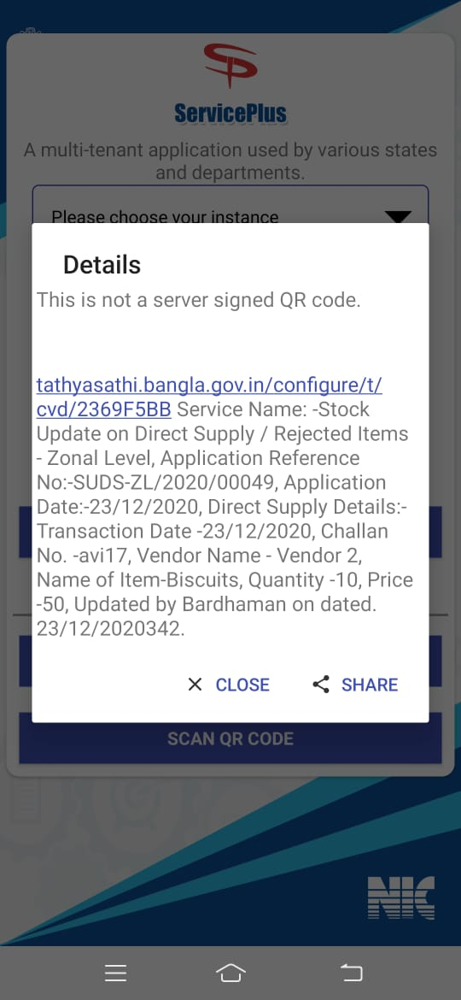 ServicePlus
A multi-tenant application used by various states
and departments.
Please choose your instance
Details
This is not a server signed QR code.
tathyasathi.bangla.gov.in/configure/t/
cvd/2369F5BB Service Name: -Stock
Update on Direct Supply / Rejected Items
- Zonal Level, Application Reference
No:-SUDS-ZL/2020/00049, Application
Date:-23/12/2020, Direct Supply Details:-
Transaction Date -23/12/2020, Challan
No. -avi17, Vendor Name - Vendor 2,
Name of Item-Biscuits, Quantity -10, Price
-50, Updated by Bardhaman on dated.
23/12/2020342.
CLOSE SHARE
SCAN QR CODE
NIC